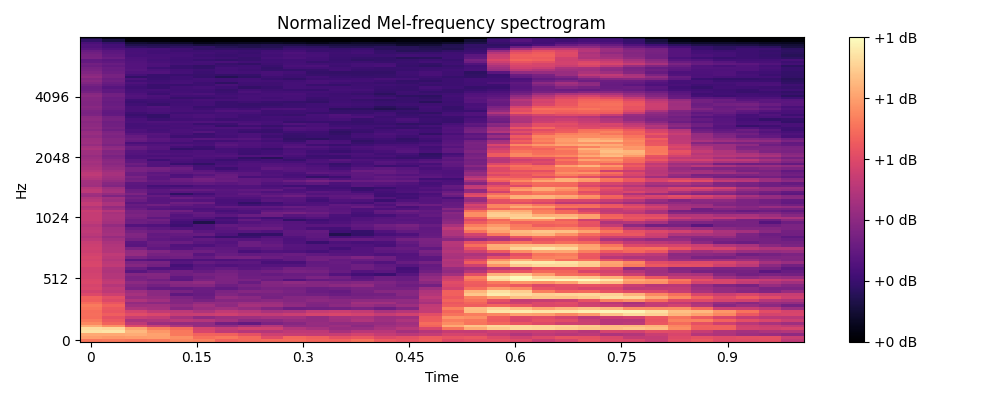 Normalized Mel-frequency spectrogram
+1 dB
+1 dB
+1 dB
+0 dB
+0 dB
+0 dB
4096
2048
1024
512
0
Hz
0 0.15 0.3 0.45 0.6 0.75 0.9
Time